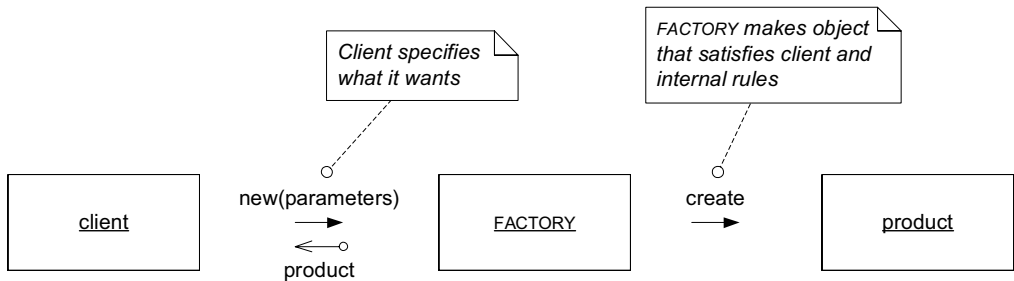 Client specifies
what it wants
FACTORY makes object
that satisfies client and
internal rules
client
new(parameters)
product
FACTORY
create
product